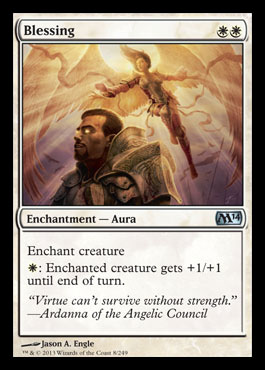 Blessing
Enchantment — Aura
M14
Enchant creature
: Enchanted creature gets +1/+1
until end of turn.
“Virtue can’t survive without strength.”
—Ardanna of the Angelic Council
Jason A. Engle
™ & © 2013 Wizards of the Coast 8/249